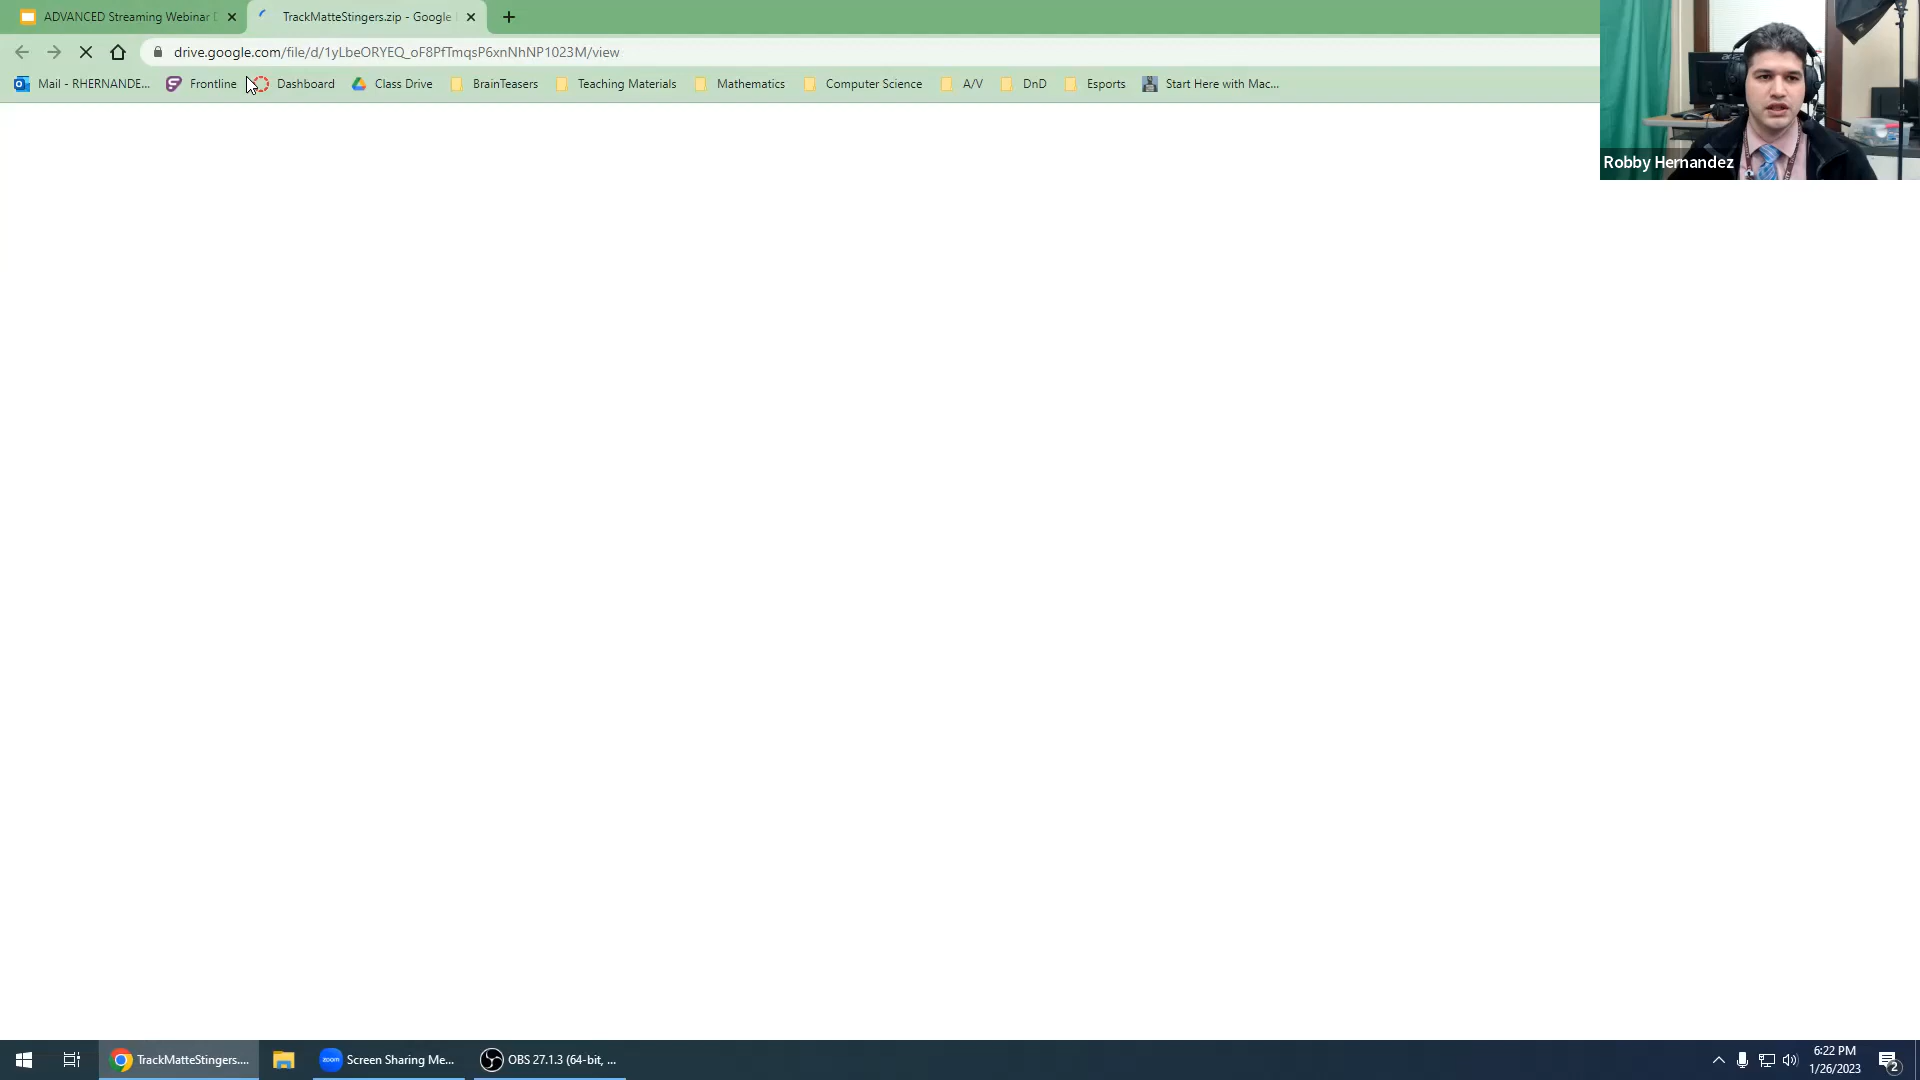 ADVANCED Streaming Webinar
TrackMatteStingers.zip - Google
drive.google.com/file/d/1yLbeORYEQ_oF8PfTmqsP6xnNhNP1023M/view
Mail - RHERNANDE... Frontline Dashboard Class Drive BrainTeasers Teaching Materials Mathematics Computer Science A/V DnD Esports Start Here with Mac...
Robby Hernandez
TrackMatteStingers.... zoom Screen Sharing Me... OBS 27.1.3 (64-bit, ...
6:22 PM
1/26/2023
2